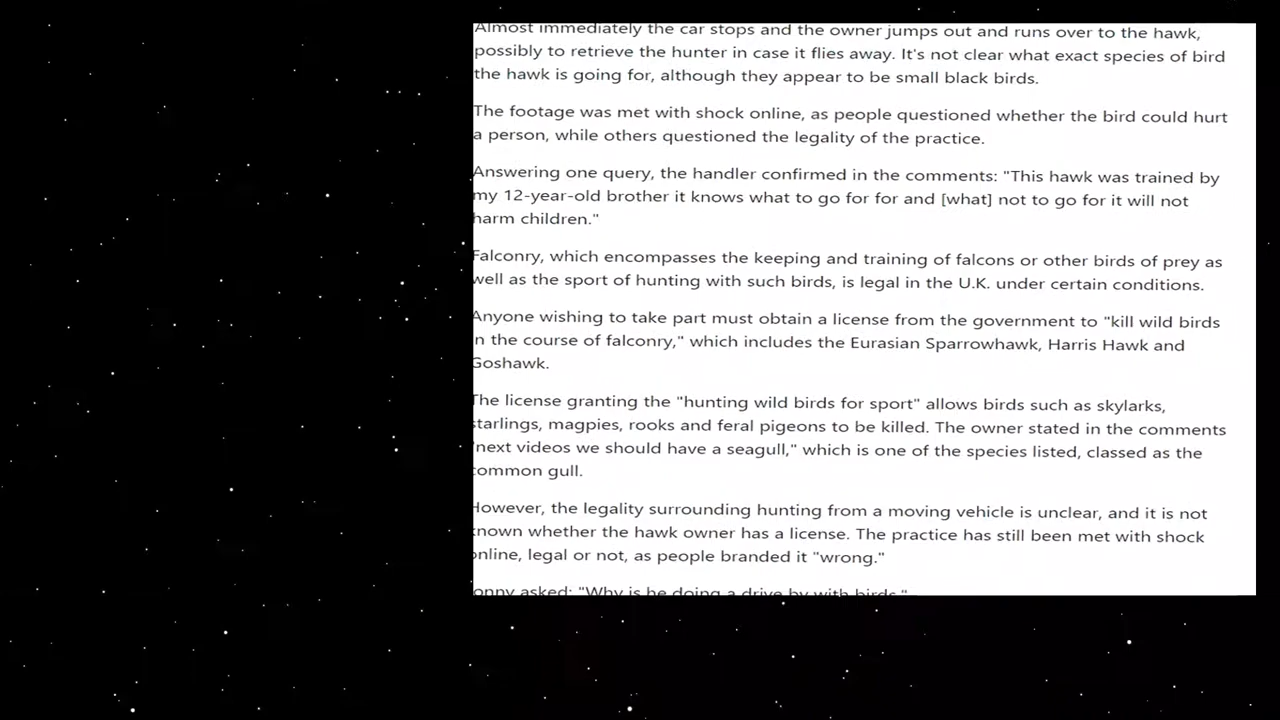 Almost immediately the car stops and the owner jumps out and runs over to the hawk,
possibly to retrieve the hunter in case it flies away. It's not clear what exact species of bird
the hawk is going for, although they appear to be small black birds.
The footage was met with shock online, as people questioned whether the bird could hurt
a person, while others questioned the legality of the practice.
Answering one query, the handler confirmed in the comments: "This hawk was trained by
my 12-year-old brother it knows what to go for for and [what] not to go for it will not
harm children."
Falconry, which encompasses the keeping and training of falcons or other birds of prey as
well as the sport of hunting with such birds, is legal in the U.K. under certain conditions.
Anyone wishing to take part must obtain a license from the government to "kill wild birds
in the course of falconry," which includes the Eurasian Sparrowhawk, Harris Hawk and
Goshawk.
The license granting the "hunting wild birds for sport" allows birds such as skylarks,
starlings, magpies, rooks and feral pigeons to be killed. The owner stated in the comments
"next videos we should have a seagull," which is one of the species listed, classed as the
common gull.
However, the legality surrounding hunting from a moving vehicle is unclear, and it is not
known whether the hawk owner has a license. The practice has still been met with shock
online, legal or not, as people branded it "wrong."
onny asked: "Why is he doing a drive by with birds."